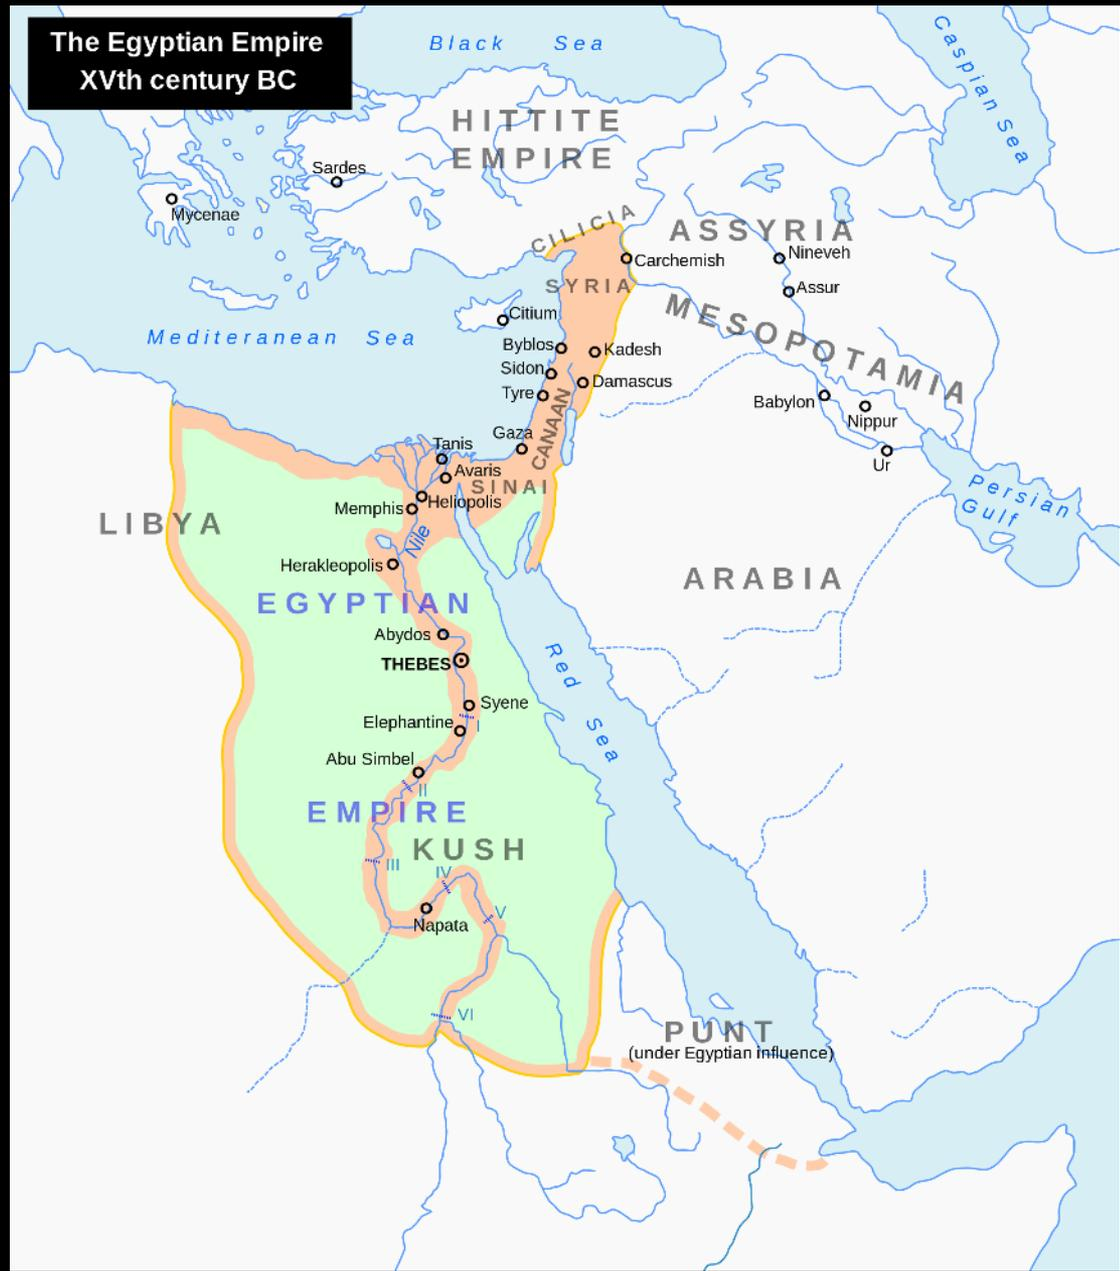 The Egyptian Empire
XVth century BC
Black Sea
Caspian Sea
HITTITE
EMPIRE
Sardes
Mycenae
CILICIA
ASSYRIA
Nineveh
Carchemish
SYRIA
Assur
MESOPOTAMIA
Citium
Mediterranean Sea
Byblos
Kadesh
Sidon
Damascus
Tyre
CANAAN
Babylon
Nippur
Gaza
Tanis
Ur
Avaris
SINAI
Persian
Gulf
Heliopolis
Memphis
LIBYA
Nile
Herakleopolis
ARABIA
EGYPTIAN
Abydos
THEBES
Red Sea
Syene
Elephantine
I
Abu Simbel
II
EMPIRE
KUSH
III
IV
V
Napata
VI
PUNT
(under Egyptian influence)